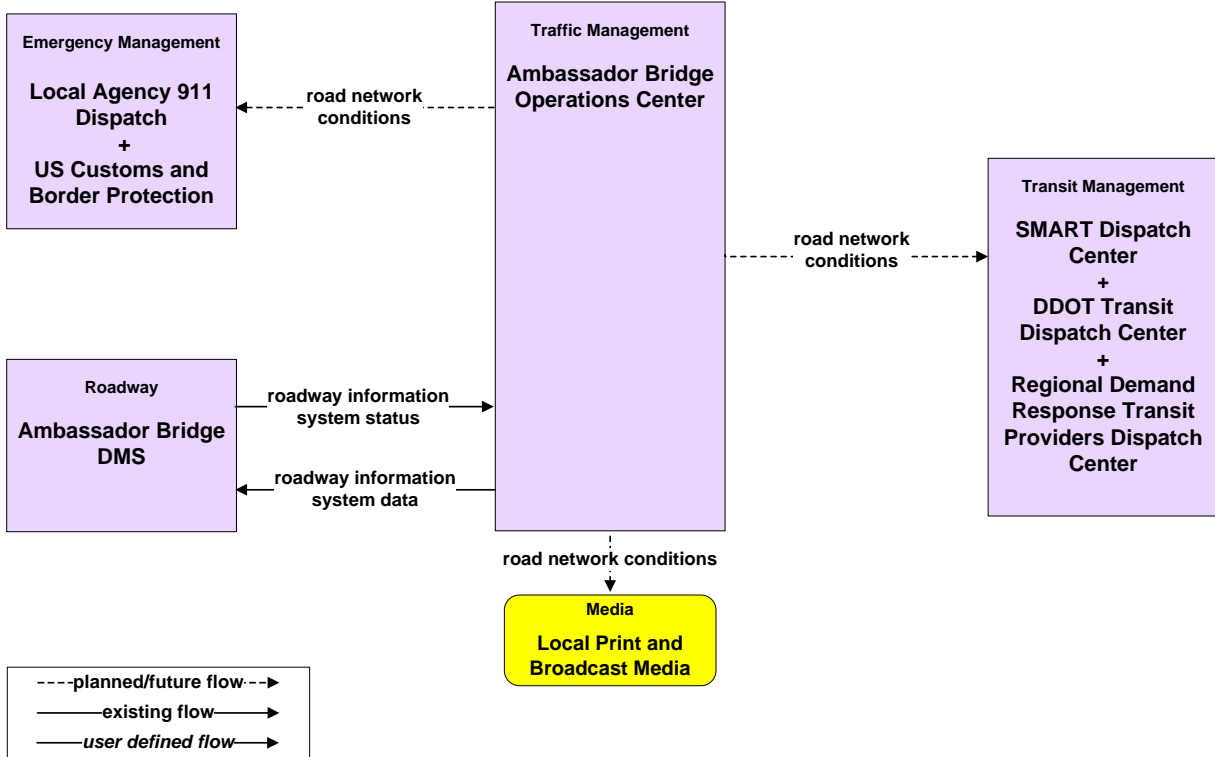 Emergency Management
Local Agency 911
Dispatch
+
US Customs and
Border Protection
road network
conditions
Traffic Management
Ambassador Bridge
Operations Center
road network
conditions
Transit Management
SMART Dispatch
Center
+
DDOT Transit
Dispatch Center
+
Regional Demand
Response Transit
Providers Dispatch
Center
Roadway
Ambassador Bridge
DMS
roadway information
system status
roadway information
system data
road network conditions
Media
Local Print and
Broadcast Media
planned/future flow
existing flow
user defined flow